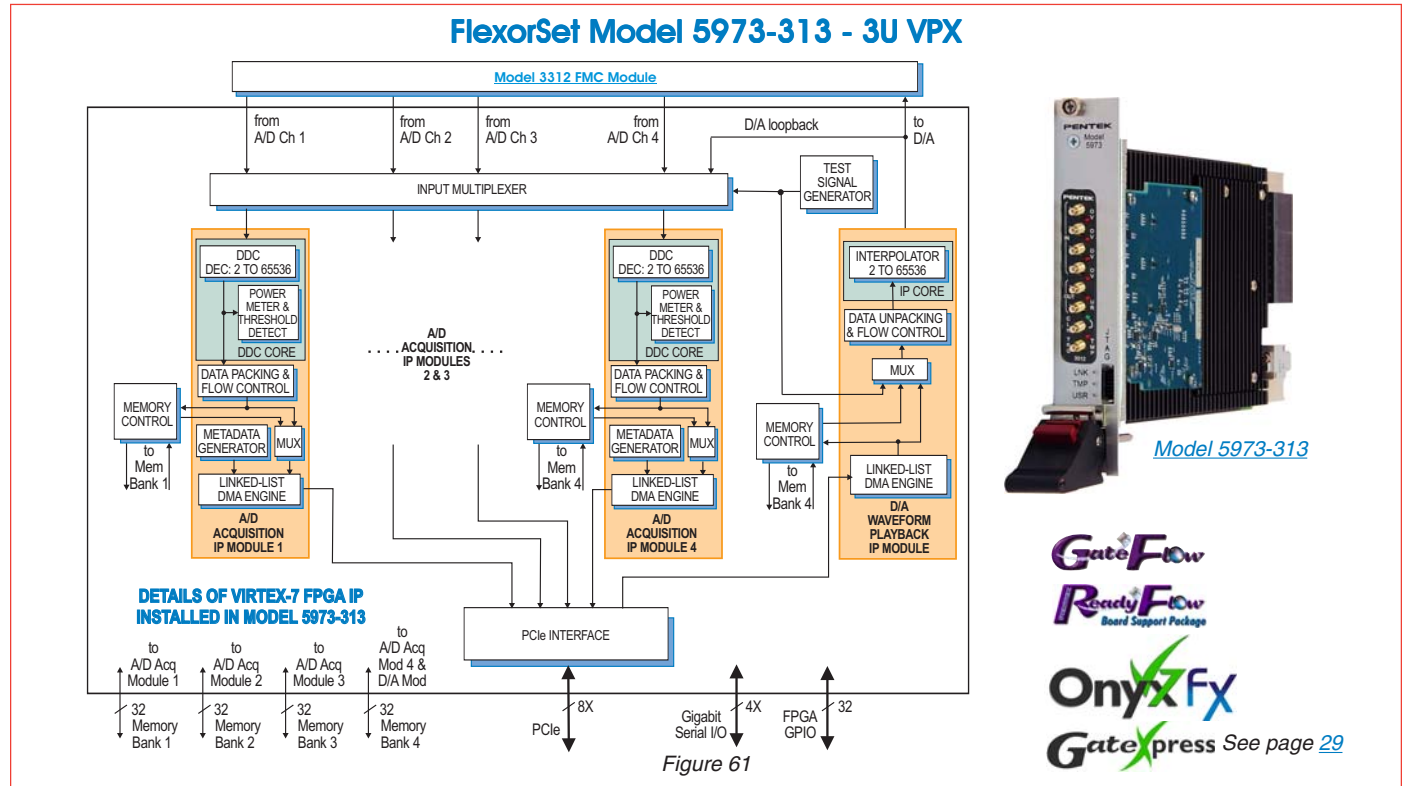 FlexorSet Model 5973-313 - 3U VPX
Model 3312 FMC Module
from
A/D Ch 1
from
A/D Ch 2
from
A/D Ch 3
from
A/D Ch 4
D/A loopback
to
D/A
INPUT MULTIPLEXER
TEST
SIGNAL
GENERATOR
DDC
DEC: 2 TO 65536
POWER
METER &
THRESHOLD
DETECT
DDC CORE
DATA PACKING &
FLOW CONTROL
MEMORY
CONTROL
METADATA
GENERATOR
MUX
to
Mem
Bank 1
LINKED-LIST
DMA ENGINE
A/D
ACQUISITION
IP MODULE 1
A/D
. . . . ACQUISITION . . . .
IP MODULES
2 & 3
DDC
DEC: 2 TO 65536
POWER
METER &
THRESHOLD
DETECT
DDC CORE
DATA PACKING &
FLOW CONTROL
MEMORY
CONTROL
METADATA
GENERATOR
MUX
to
Mem
Bank 4
LINKED-LIST
DMA ENGINE
A/D
ACQUISITION
IP MODULE 4
INTERPOLATOR
2 TO 65536
IP CORE
DATA UNPACKING
& FLOW CONTROL
MUX
MEMORY
CONTROL
to
Mem
Bank 4
LINKED-LIST
DMA ENGINE
D/A
WAVEFORM
PLAYBACK
IP MODULE
DETAILS OF VIRTEX-7 FPGA IP
INSTALLED IN MODEL 5973-313
PCIe INTERFACE
to
A/D Acq
Module 1
to
A/D Acq
Module 2
to
A/D Acq
Module 3
to
A/D Acq
Mod 4 &
D/A Mod
32
Memory
Bank 1
32
Memory
Bank 2
32
Memory
Bank 3
32
Memory
Bank 4
8X
PCIe
4X
Gigabit
Serial I/O
32
FPGA
GPIO
Figure 61
PENTEK
Model
5973
PENTEK
JTAG
LNK
TMP
USR
Model 5973-313
GateFlow
ReadyFlow
Board Support Package
Onyx7FX
GateXpress
See page 29